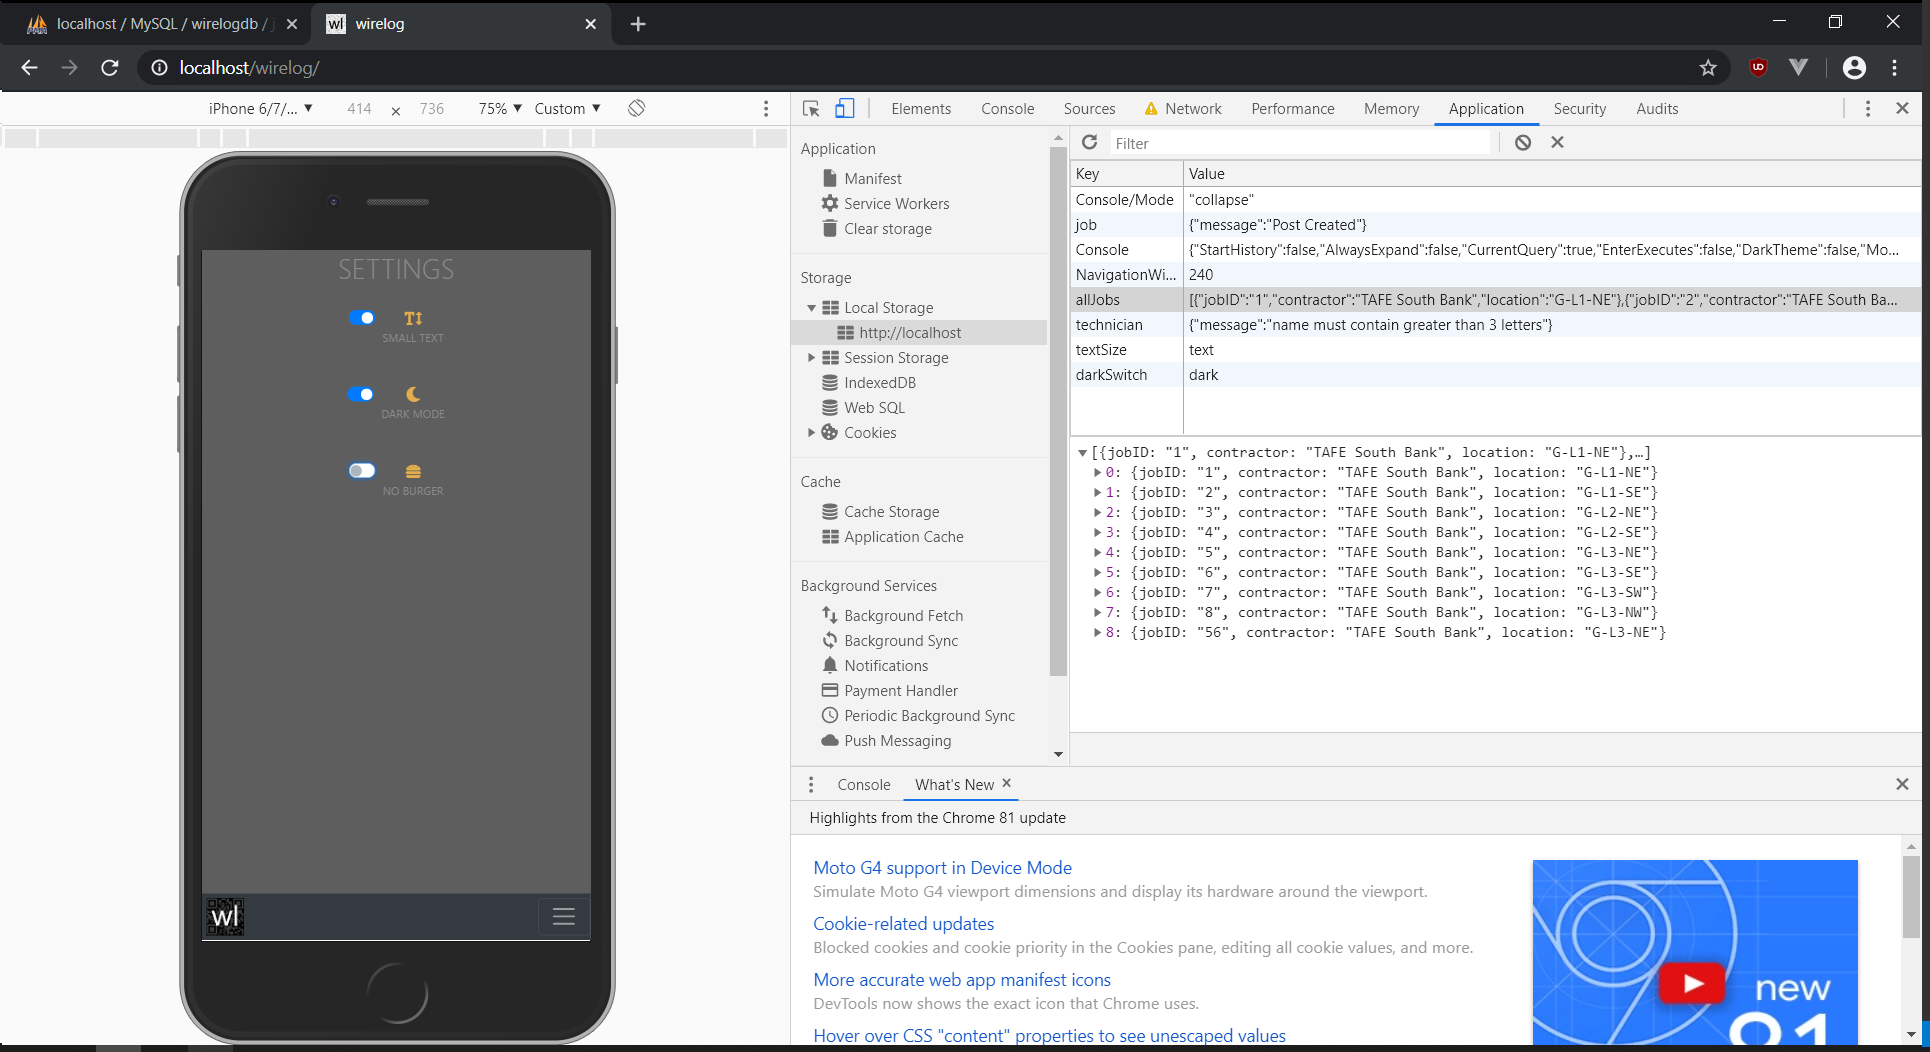 localhost / MySQL / wirelogdb /
wl wirelog
localhost/wirelog/
iPhone 6/7/... 414 × 736 75% Custom
Elements Console Sources Network Performance Memory Application Security Audits
SETTINGS
SMALL TEXT
DARK MODE
NO BURGER
wl
Application
Manifest
Service Workers
Clear storage
Storage
Local Storage
http://localhost
Session Storage
IndexedDB
Web SQL
Cookies
Cache
Cache Storage
Application Cache
Background Services
Background Fetch
Background Sync
Notifications
Payment Handler
Periodic Background Sync
Push Messaging
Filter
Key Value
Console/Mode "collapse"
job {"message":"Post Created"}
Console {"StartHistory":false,"AlwaysExpand":false,"CurrentQuery":true,"EnterExecutes":false,"DarkTheme":false,"Mo...
NavigationWi... 240
allJobs [{"jobID":"1","contractor":"TAFE South Bank","location":"G-L1-NE"},{"jobID":"2","contractor":"TAFE South Ba...
technician {"message":"name must contain greater than 3 letters"}
textSize text
darkSwitch dark
[{jobID: "1", contractor: "TAFE South Bank", location: "G-L1-NE"},…]
0: {jobID: "1", contractor: "TAFE South Bank", location: "G-L1-NE"}
1: {jobID: "2", contractor: "TAFE South Bank", location: "G-L1-SE"}
2: {jobID: "3", contractor: "TAFE South Bank", location: "G-L2-NE"}
3: {jobID: "4", contractor: "TAFE South Bank", location: "G-L2-SE"}
4: {jobID: "5", contractor: "TAFE South Bank", location: "G-L3-NE"}
5: {jobID: "6", contractor: "TAFE South Bank", location: "G-L3-SE"}
6: {jobID: "7", contractor: "TAFE South Bank", location: "G-L3-SW"}
7: {jobID: "8", contractor: "TAFE South Bank", location: "G-L3-NW"}
8: {jobID: "56", contractor: "TAFE South Bank", location: "G-L3-NE"}
Console What's New
Highlights from the Chrome 81 update
Moto G4 support in Device Mode
Simulate Moto G4 viewport dimensions and display its hardware around the viewport.
Cookie-related updates
Blocked cookies and cookie priority in the Cookies pane, editing all cookie values, and more.
More accurate web app manifest icons
DevTools now shows the exact icon that Chrome uses.
Hover over CSS "content" properties to see unescaped values
new
81